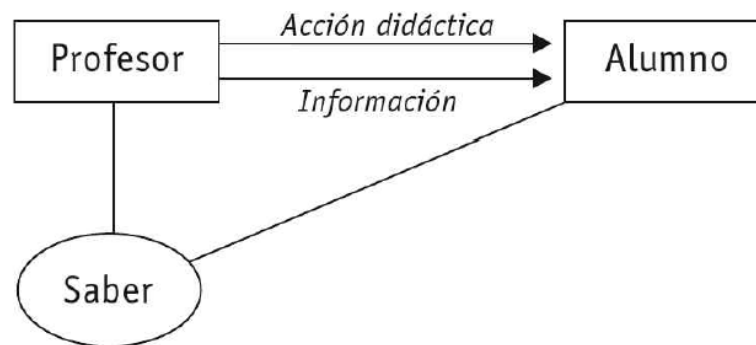 Acción didáctica
Profesor
Alumno
Información
Saber